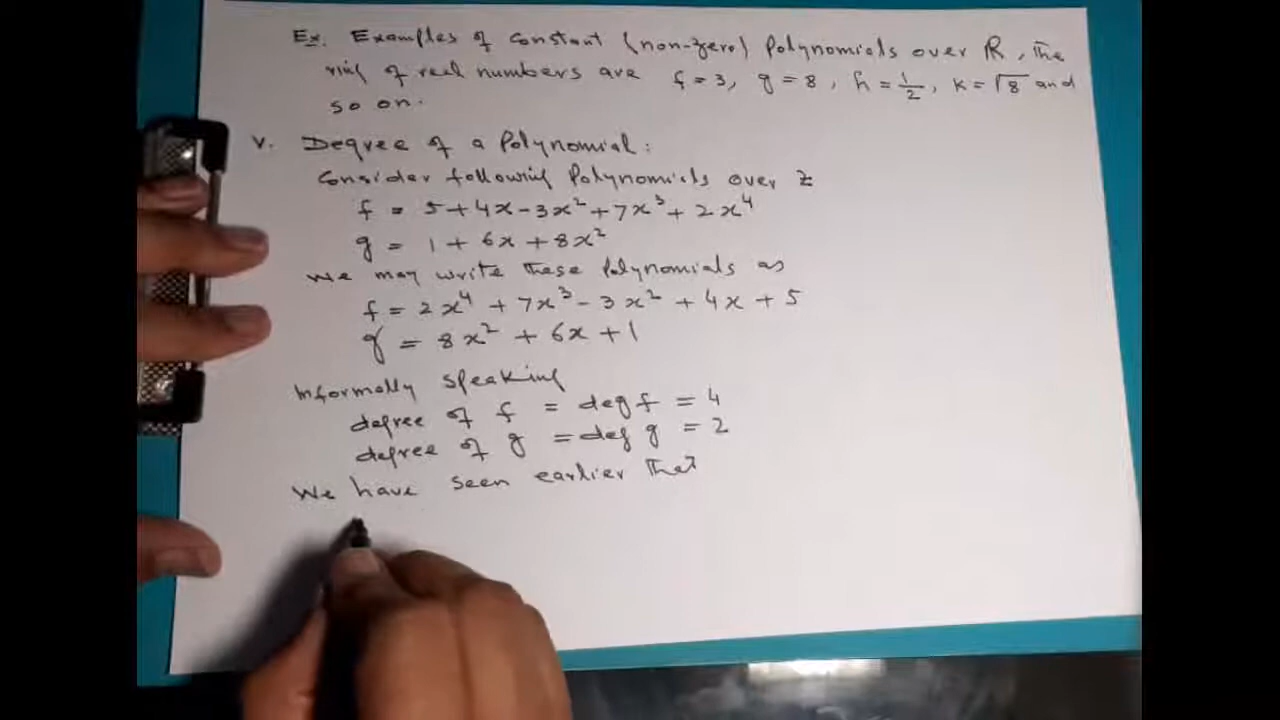 Ex. Examples of constant (non-zero) Polynomials over R, the
ring of real numbers are f = 3, g = 8, h = 1/2, k = √8 and
so on.
V. Degree of a Polynomial:
Consider following Polynomials over Z
f = 5 + 4x - 3x² + 7x³ + 2x⁴
g = 1 + 6x + 8x²
We may write these Polynomials as
f = 2x⁴ + 7x³ - 3x² + 4x + 5
g = 8x² + 6x + 1
Informally speaking
degree of f = deg f = 4
degree of g = deg g = 2
We have seen earlier that